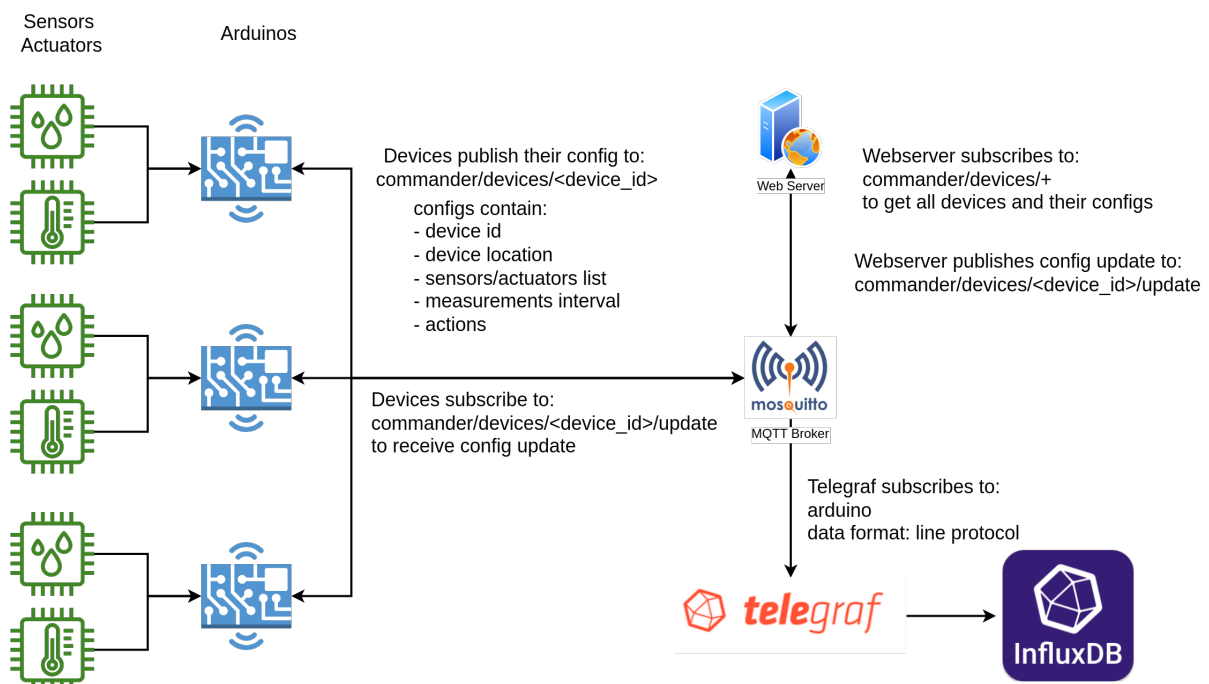 Sensors
Actuators
Arduinos
Devices publish their config to:
commander/devices/<device_id>
configs contain:
- device id
- device location
- sensors/actuators list
- measurements interval
- actions
Web Server
Webserver subscribes to:
commander/devices/+
to get all devices and their configs
Webserver publishes config update to:
commander/devices/<device_id>/update
mosquitto
MQTT Broker
Devices subscribe to:
commander/devices/<device_id>/update
to receive config update
Telegraf subscribes to:
arduino
data format: line protocol
telegraf
InfluxDB